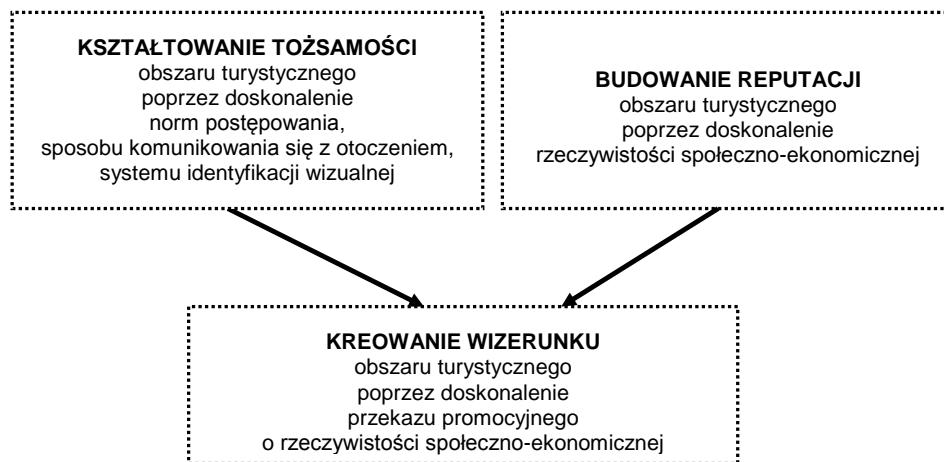 KSZTAŁTOWANIE TOŻSAMOŚCI
obszaru turystycznego
poprzez doskonalenie
norm postępowania,
sposobu komunikowania się z otoczeniem,
systemu identyfikacji wizualnej
BUDOWANIE REPUTACJI
obszaru turystycznego
poprzez doskonalenie
rzeczywistości społeczno-ekonomicznej
KREOWANIE WIZERUNKU
obszaru turystycznego
poprzez doskonalenie
przekazu promocyjnego
o rzeczywistości społeczno-ekonomicznej